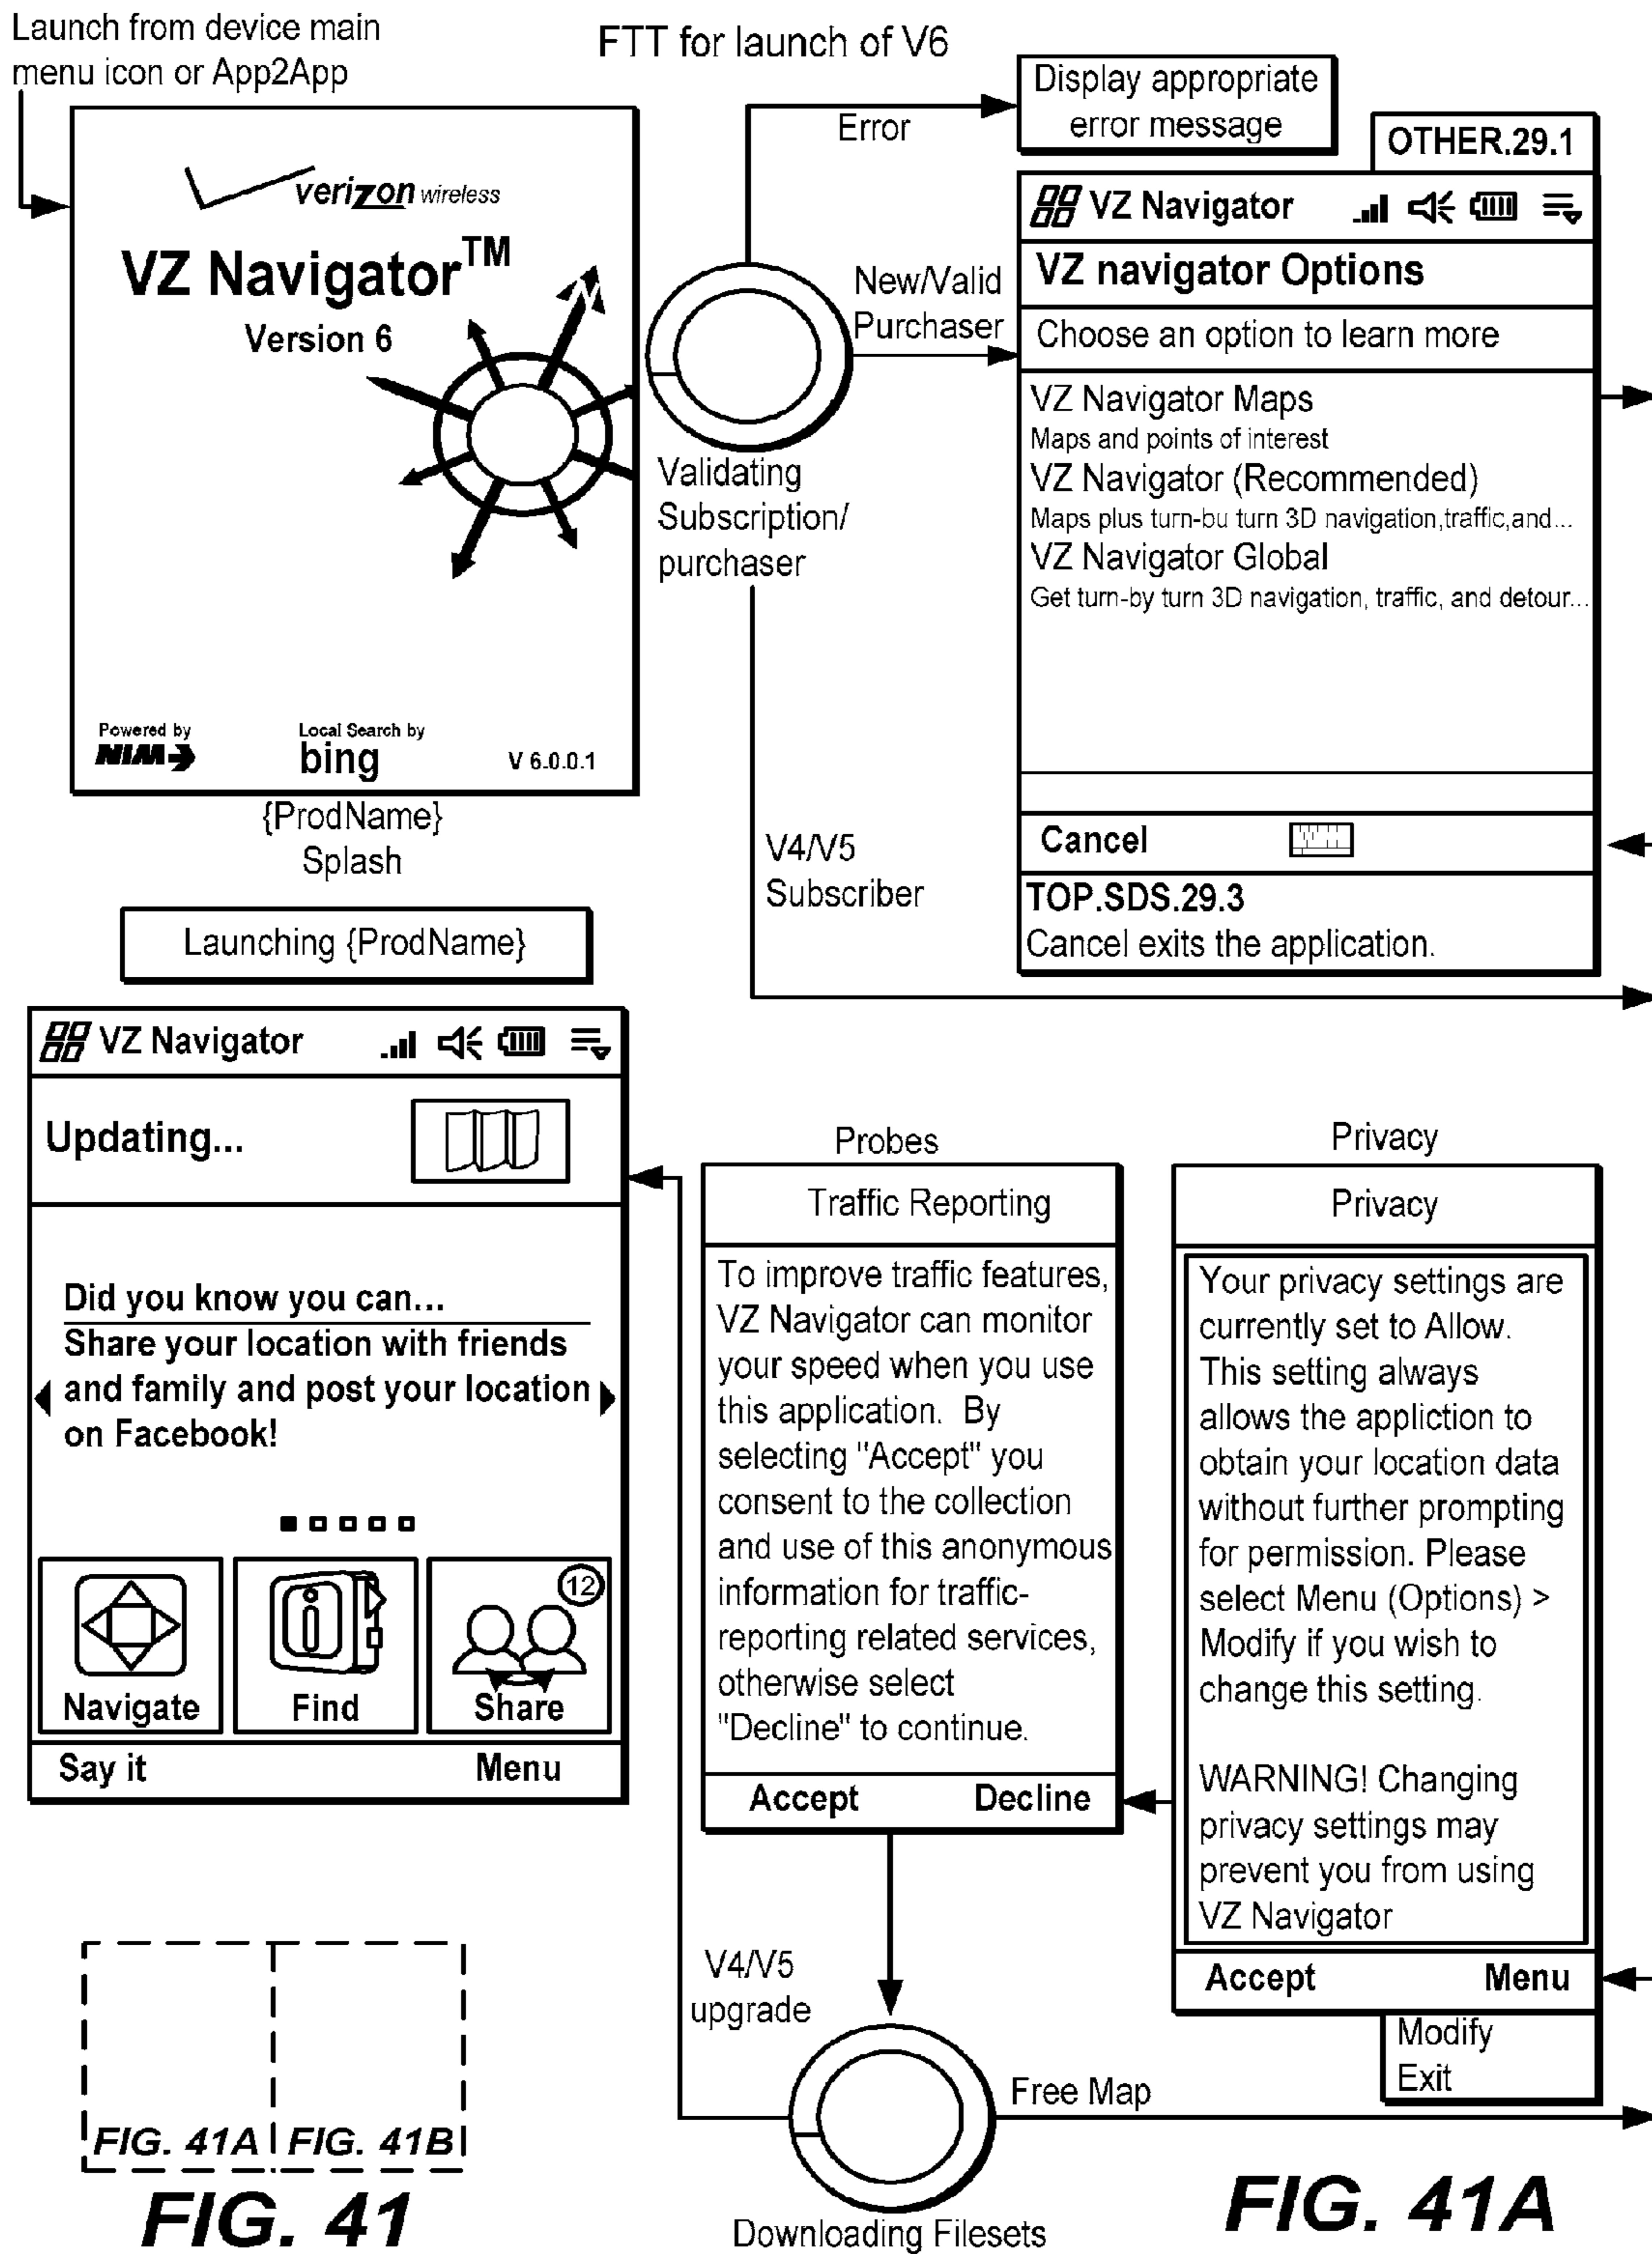 Launch from device main
menu icon or App2App
FTT for launch of V6
verizon wireless
VZ Navigator™
Version 6
Powered by
NIM
Local Search by
bing
V 6.0.0.1
{ProdName}
Splash
Launching {ProdName}
Error
Display appropriate
error message
New/Valid
Purchaser
Validating
Subscription/
purchaser
V4/V5
Subscriber
OTHER.29.1
VZ Navigator
VZ navigator Options
Choose an option to learn more
VZ Navigator Maps
Maps and points of interest
VZ Navigator (Recommended)
Maps plus turn-bu turn 3D navigation,traffic,and...
VZ Navigator Global
Get turn-by turn 3D navigation, traffic, and detour...
Cancel
TOP.SDS.29.3
Cancel exits the application.
VZ Navigator
Updating...
Did you know you can...
Share your location with friends
and family and post your location
on Facebook!
12
Navigate
Find
Share
Say it
Menu
Probes
Traffic Reporting
To improve traffic features,
VZ Navigator can monitor
your speed when you use
this application. By
selecting "Accept" you
consent to the collection
and use of this anonymous
information for traffic-
reporting related services,
otherwise select
"Decline" to continue.
Accept
Decline
Privacy
Privacy
Your privacy settings are
currently set to Allow.
This setting always
allows the appliction to
obtain your location data
without further prompting
for permission. Please
select Menu (Options) >
Modify if you wish to
change this setting.
WARNING! Changing
privacy settings may
prevent you from using
VZ Navigator
Accept
Menu
Modify
Exit
V4/V5
upgrade
Free Map
Downloading Filesets
FIG. 41A
FIG. 41B
FIG. 41
FIG. 41A